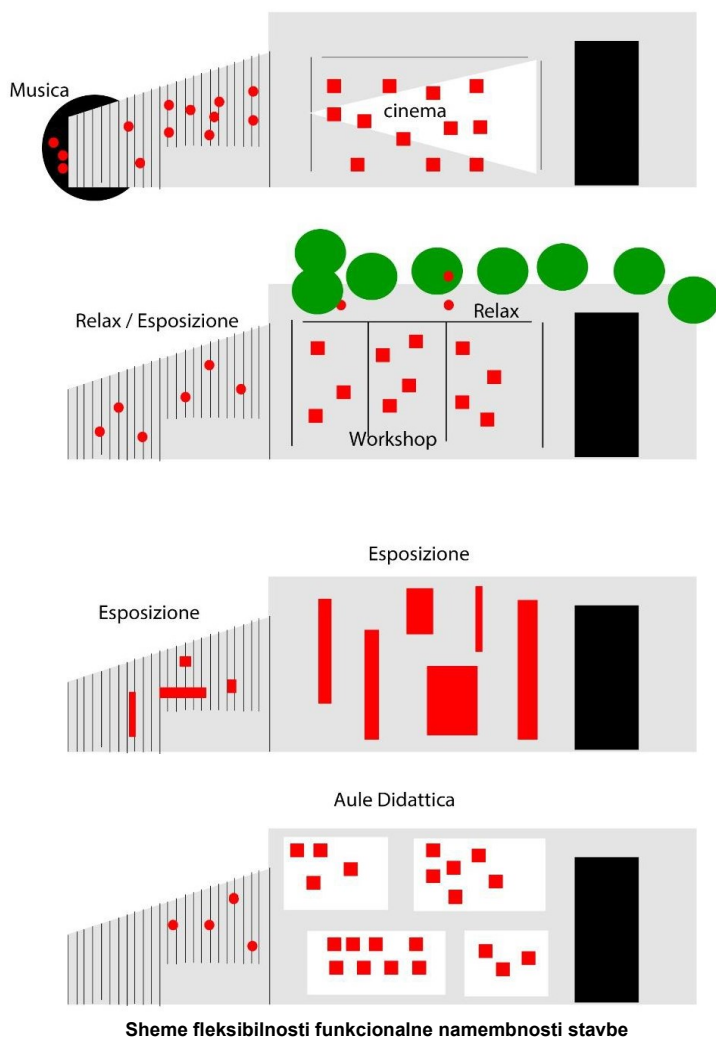 Musica
cinema
Relax / Esposizione
Relax
Workshop
Esposizione
Esposizione
Aule Didattica
Sheme fleksibilnosti funkcionalne namembnosti stavbe